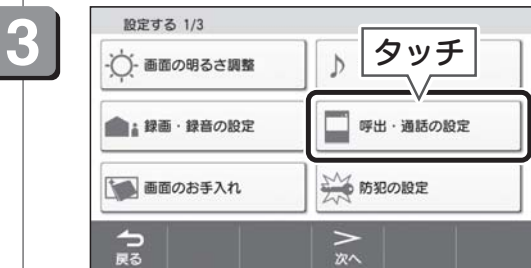 3
設定する 1/3
画面の明るさ調整
タッチ
録画・録音の設定
呼出・通話の設定
画面のお手入れ
防犯の設定
戻る
次へ